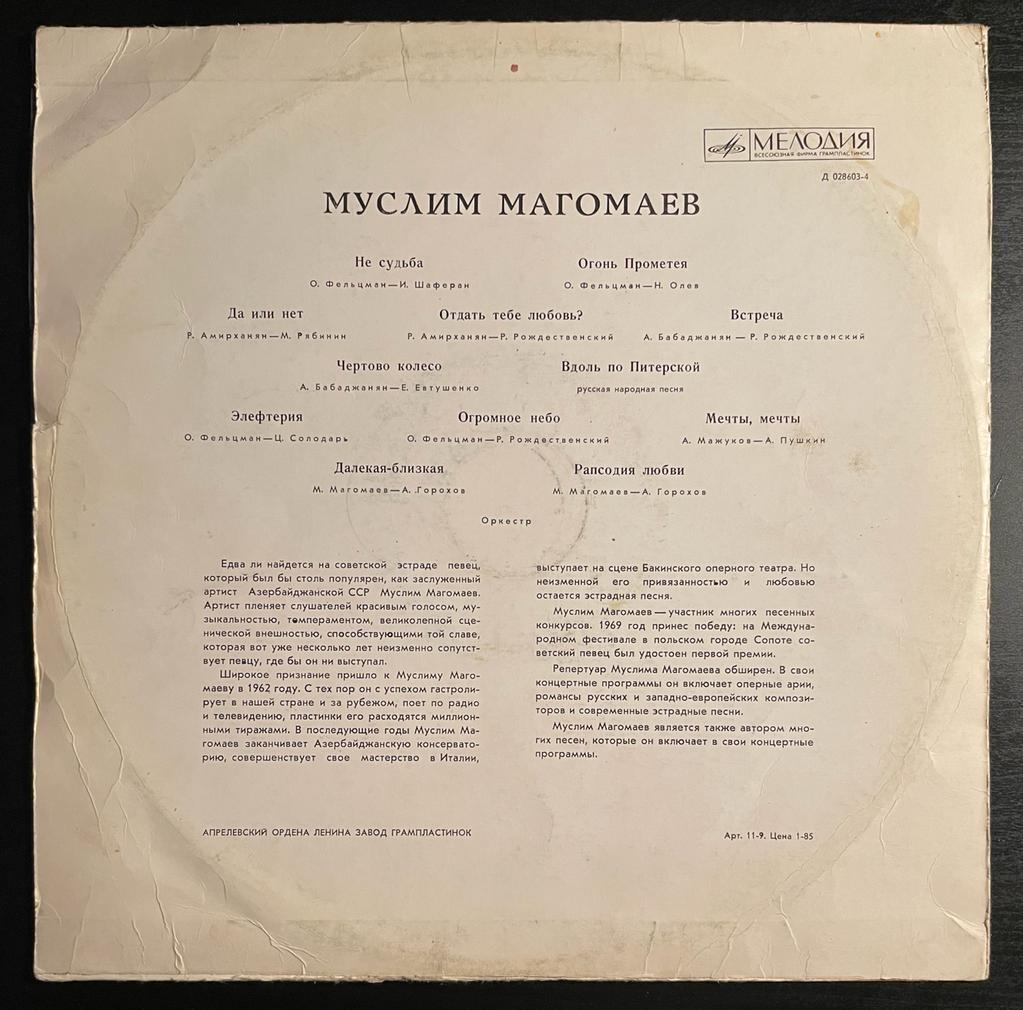 МЕЛОДИЯ
ВСЕСОЮЗНАЯ ФИРМА ГРАМПЛАСТИНОК
Д 028603-4
МУСЛИМ МАГОМАЕВ
Не судьба Огонь Прометея
О. Фельцман—И. Шаферан О. Фельцман—Н. Олев
Да или нет Отдать тебе любовь? Встреча
Р. Амирханян—М. Рябинин Р. Амирханян—Р. Рождественский А. Бабаджанян — Р. Рождественский
Чертово колесо Вдоль по Питерской
А. Бабаджанян—Е. Евтушенко русская народная песня
Элефтерия Огромное небо Мечты, мечты
О. Фельцман—Ц. Солодарь О. Фельцман—Р. Рождественский А. Мажуков—А. Пушкин
Далекая-близкая Рапсодия любви
М. Магомаев—А. Горохов М. Магомаев—А. Горохов
Оркестр
Едва ли найдется на советской эстраде певец,
который был бы столь популярен, как заслуженный
артист Азербайджанской ССР Муслим Магомаев.
Артист пленяет слушателей красивым голосом, му-
зыкальностью, темпераментом, великолепной сце-
нической внешностью, способствующими той славе,
которая вот уже несколько лет неизменно сопутст-
вует певцу, где бы он ни выступал.
Широкое признание пришло к Муслиму Маго-
маеву в 1962 году. С тех пор он с успехом гастроли-
рует в нашей стране и за рубежом, поет по радио
и телевидению, пластинки его расходятся миллион-
ными тиражами. В последующие годы Муслим Ма-
гомаев заканчивает Азербайджанскую консервато-
рию, совершенствует свое мастерство в Италии,
выступает на сцене Бакинского оперного театра. Но
неизменной его привязанностью и любовью
остается эстрадная песня.
Муслим Магомаев — участник многих песенных
конкурсов. 1969 год принес победу: на Междуна-
родном фестивале в польском городе Сопоте со-
ветский певец был удостоен первой премии.
Репертуар Муслима Магомаева обширен. В свои
концертные программы он включает оперные арии,
романсы русских и западно-европейских компози-
торов и современные эстрадные песни.
Муслим Магомаев является также автором мно-
гих песен, которые он включает в свои концертные
программы.
АПРЕЛЕВСКИЙ ОРДЕНА ЛЕНИНА ЗАВОД ГРАМПЛАСТИНОК
Арт. 11-9. Цена 1-85